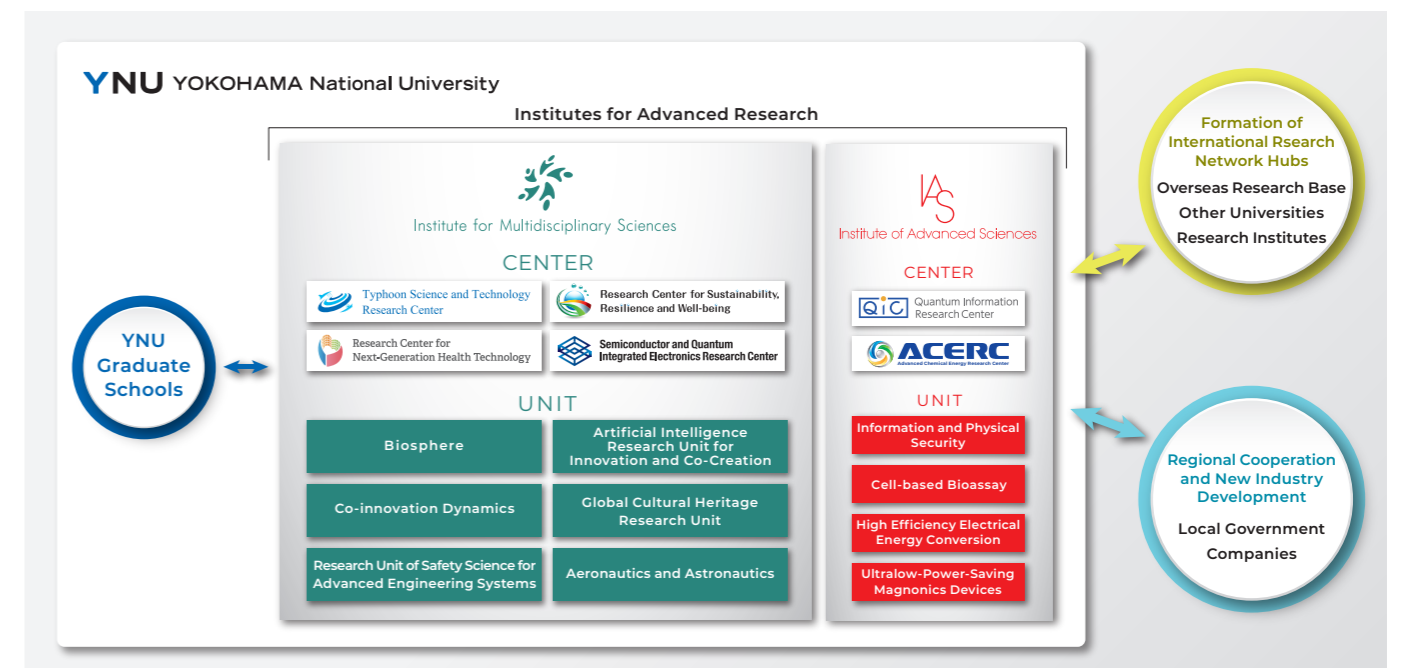 YNU YOKOHAMA National University
Institutes for Advanced Research
Institute for Multidisciplinary Sciences
CENTER
Typhoon Science and Technology
Research Center
Research Center for Sustainability,
Resilience and Well-being
Research Center for
Next-Generation Health Technology
Semiconductor and Quantum
Integrated Electronics Research Center
UNIT
Biosphere
Artificial Intelligence
Research Unit for
Innovation and Co-Creation
Co-innovation Dynamics
Global Cultural Heritage
Research Unit
Research Unit of Safety Science for
Advanced Engineering Systems
Aeronautics and Astronautics
IAS
Institute of Advanced Sciences
CENTER
QiC
Quantum Information
Research Center
ACERC
Advanced Chemical Energy Research Center
UNIT
Information and Physical
Security
Cell-based Bioassay
High Efficiency Electrical
Energy Conversion
Ultralow-Power-Saving
Magnonics Devices
YNU
Graduate
Schools
Formation of
International Rsearch
Network Hubs
Overseas Research Base
Other Universities
Research Institutes
Regional Cooperation
and New Industry
Development
Local Government
Companies